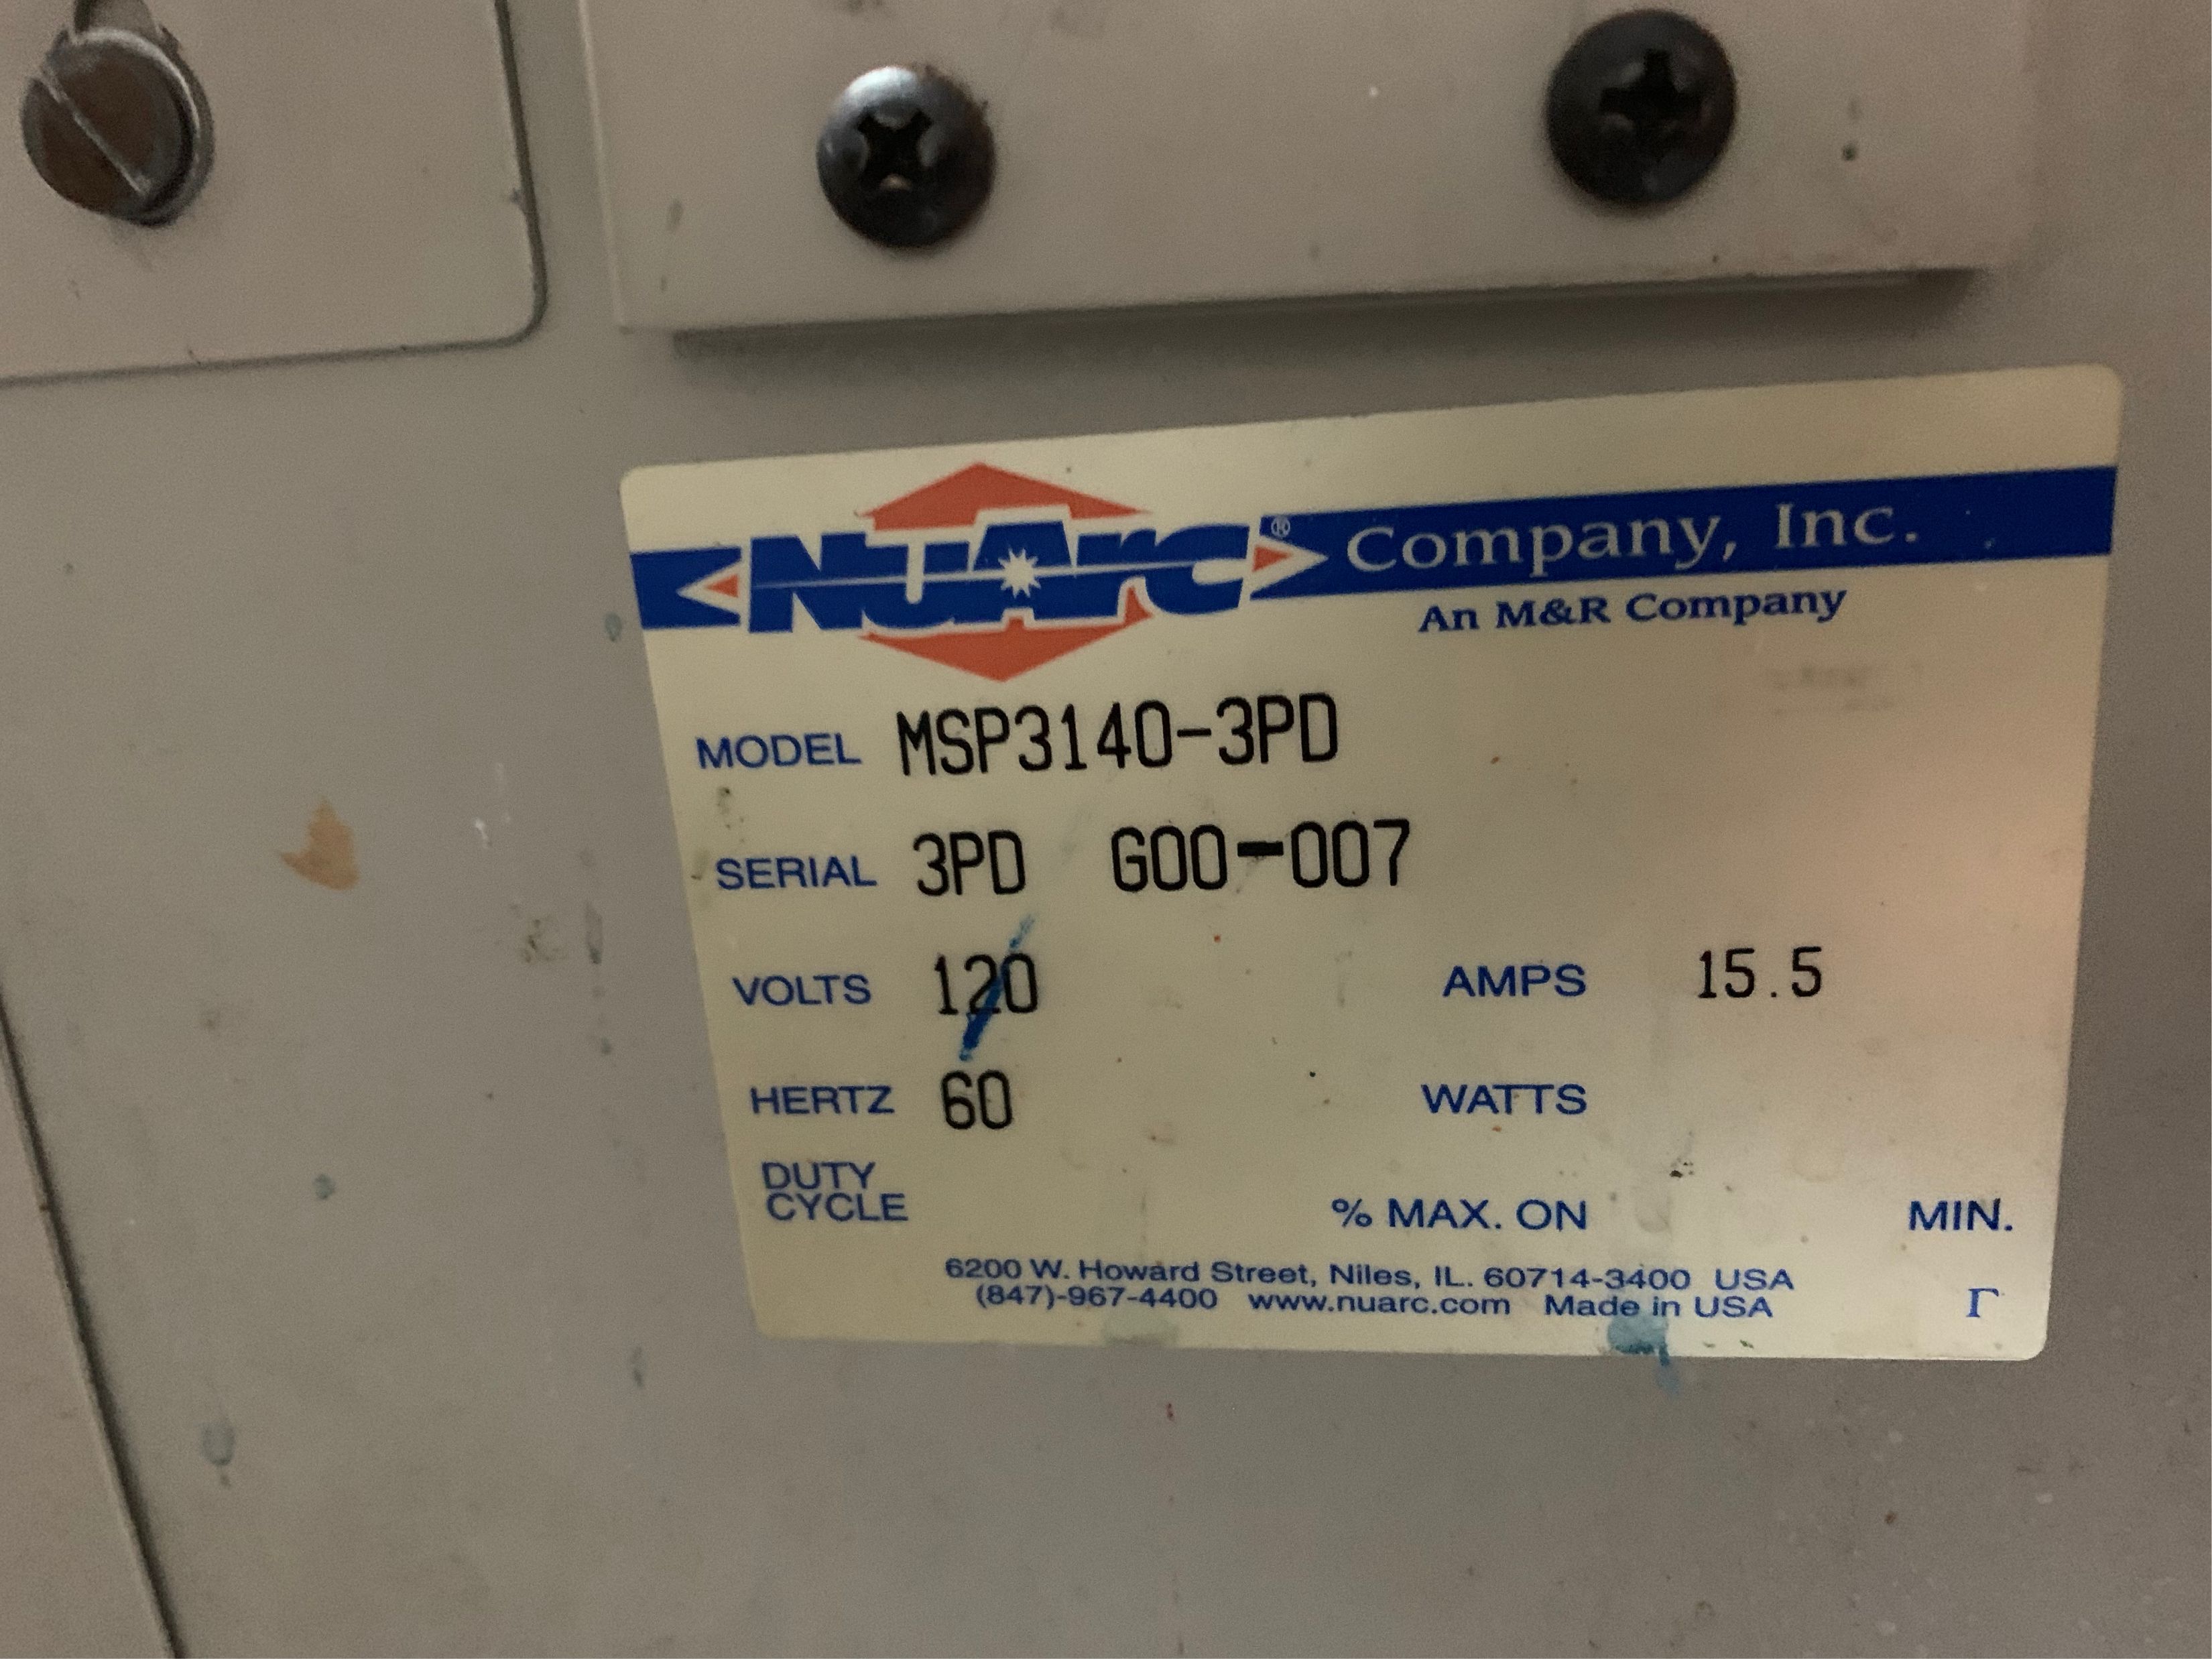 NuArc® Company, Inc.
An M&R Company
MODEL MSP3140-3PD
SERIAL 3PD G00-007
VOLTS 120 AMPS 15.5
HERTZ 60 WATTS
DUTY CYCLE % MAX. ON MIN.
6200 W. Howard Street, Niles, IL. 60714-3400 USA
(847)-967-4400 www.nuarc.com Made in USA
Γ